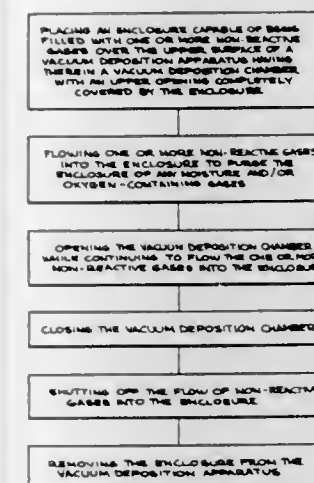 PLACING AN ENCLOSURE CAPABLE OF BEING
FILLED WITH ONE OR MORE NON-REACTIVE
GASES OVER THE UPPER SURFACE OF A
VACUUM DEPOSITION APPARATUS HAVING
THEREIN A VACUUM DEPOSITION CHAMBER
WITH AN UPPER OPENING COMPLETELY
COVERED BY THE ENCLOSURE
FLOWING ONE OR MORE NON-REACTIVE GASES
INTO THE ENCLOSURE TO PURGE THE
ENCLOSURE OF ANY MOISTURE AND/OR
OXYGEN-CONTAINING GASES
OPENING THE VACUUM DEPOSITION CHAMBER
WHILE CONTINUING TO FLOW THE ONE OR MOR
NON-REACTIVE GASES INTO THE ENCLOSUR
CLOSING THE VACUUM DEPOSITION CHAMBER
SHUTTING OFF THE FLOW OF NON-REACTIV
GASES INTO THE ENCLOSURE
REMOVING THE ENCLOSURE FROM THE
VACUUM DEPOSITION APPARATUS